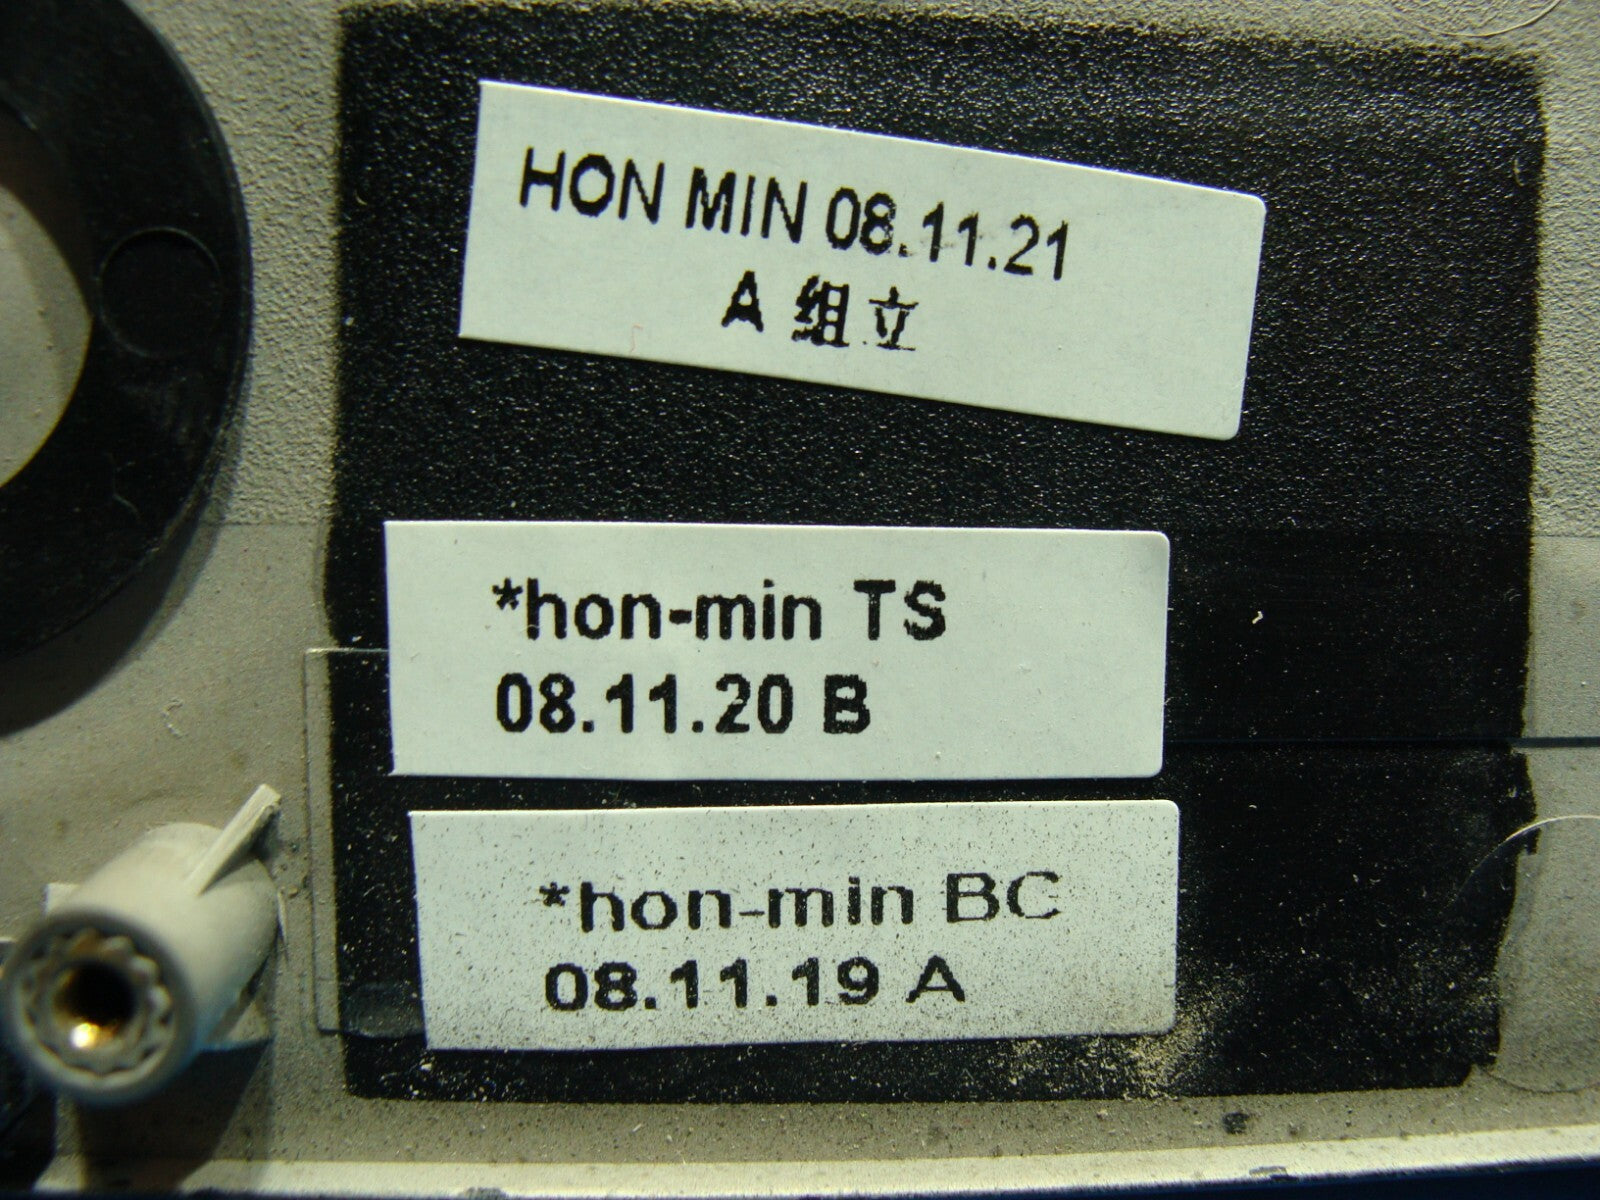 HON MIN 08.11.21
A 组立
*hon-min TS
08.11.20 B
*hon-min BC
08.11.19 A